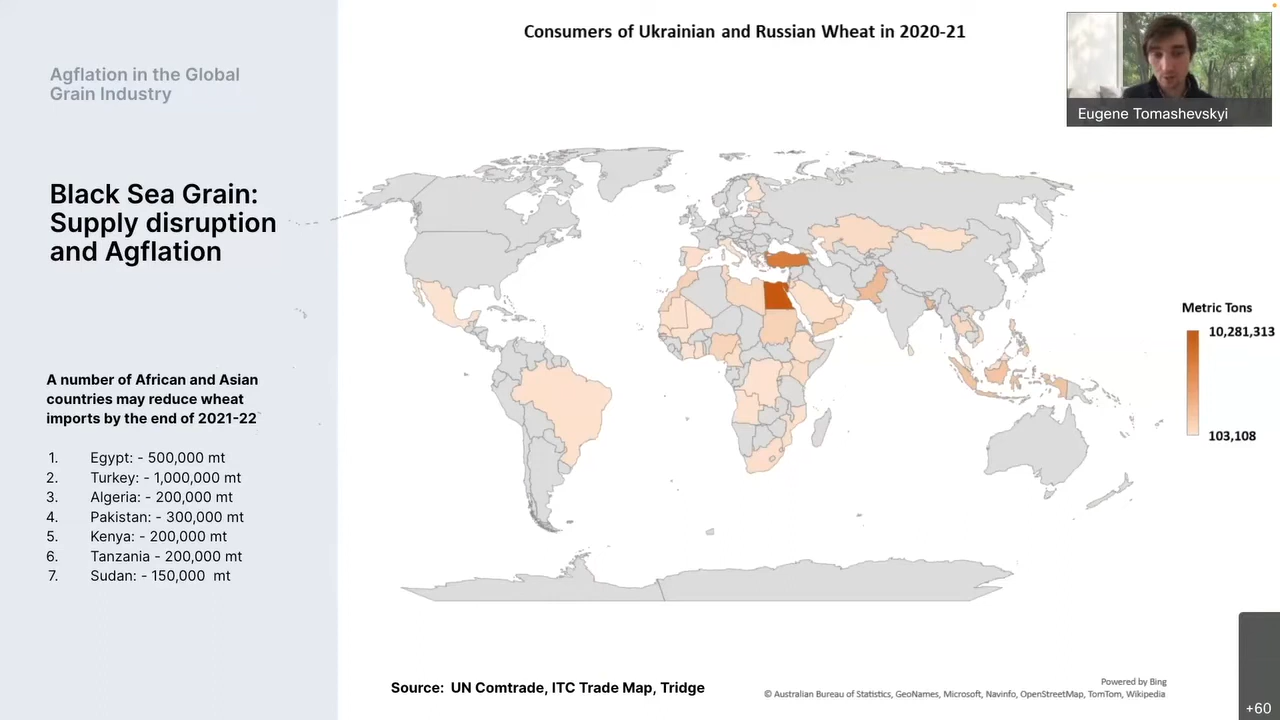 Consumers of Ukrainian and Russian Wheat in 2020-21
Agflation in the Global
Grain Industry
Eugene Tomashevskyi
Black Sea Grain:
Supply disruption
and Agflation
Metric Tons
10,281,313
103,108
A number of African and Asian
countries may reduce wheat
imports by the end of 2021-22
1. Egypt: - 500,000 mt
2. Turkey: - 1,000,000 mt
3. Algeria: - 200,000 mt
4. Pakistan: - 300,000 mt
5. Kenya: - 200,000 mt
6. Tanzania - 200,000 mt
7. Sudan: - 150,000 mt
Source: UN Comtrade, ITC Trade Map, Tridge
Powered by Bing
© Australian Bureau of Statistics, GeoNames, Microsoft, Navinfo, OpenStreetMap, TomTom, Wikipedia
+60